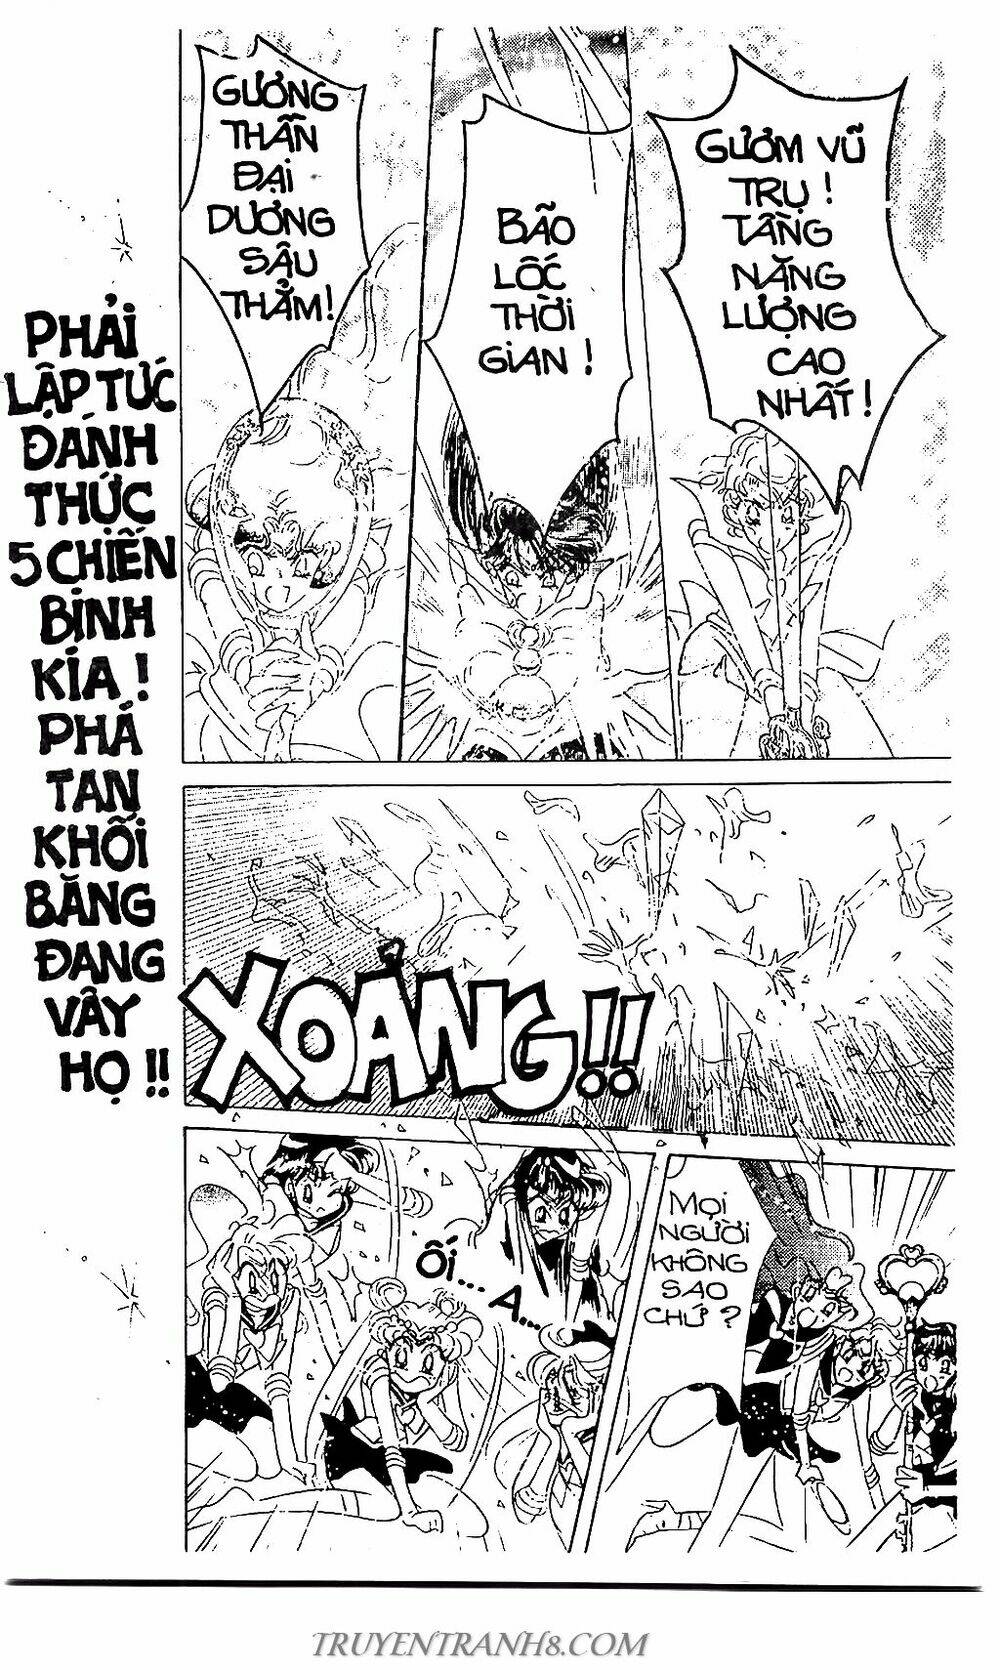 GƯƠNG
THẦN
ĐẠI
DƯƠNG
SÂU
THẲM!
BÃO
LỐC
THỜI
GIAN!
GƯƠM VŨ
TRỤ!
TẦNG
NĂNG
LƯỢNG
CAO
NHẤT!
PHẢI
LẬP TỨC
ĐÁNH
THỨC
5 CHIẾN
BINH
KÍA!
PHÁ
TAN
KHỐI
BĂNG
ĐANG
VÂY
HỌ!!
XOẢNG!!
ỐI...
A...
MỌI
NGƯỜI
KHÔNG
SAO
CHỨ?
TRUYENTRANH8.COM